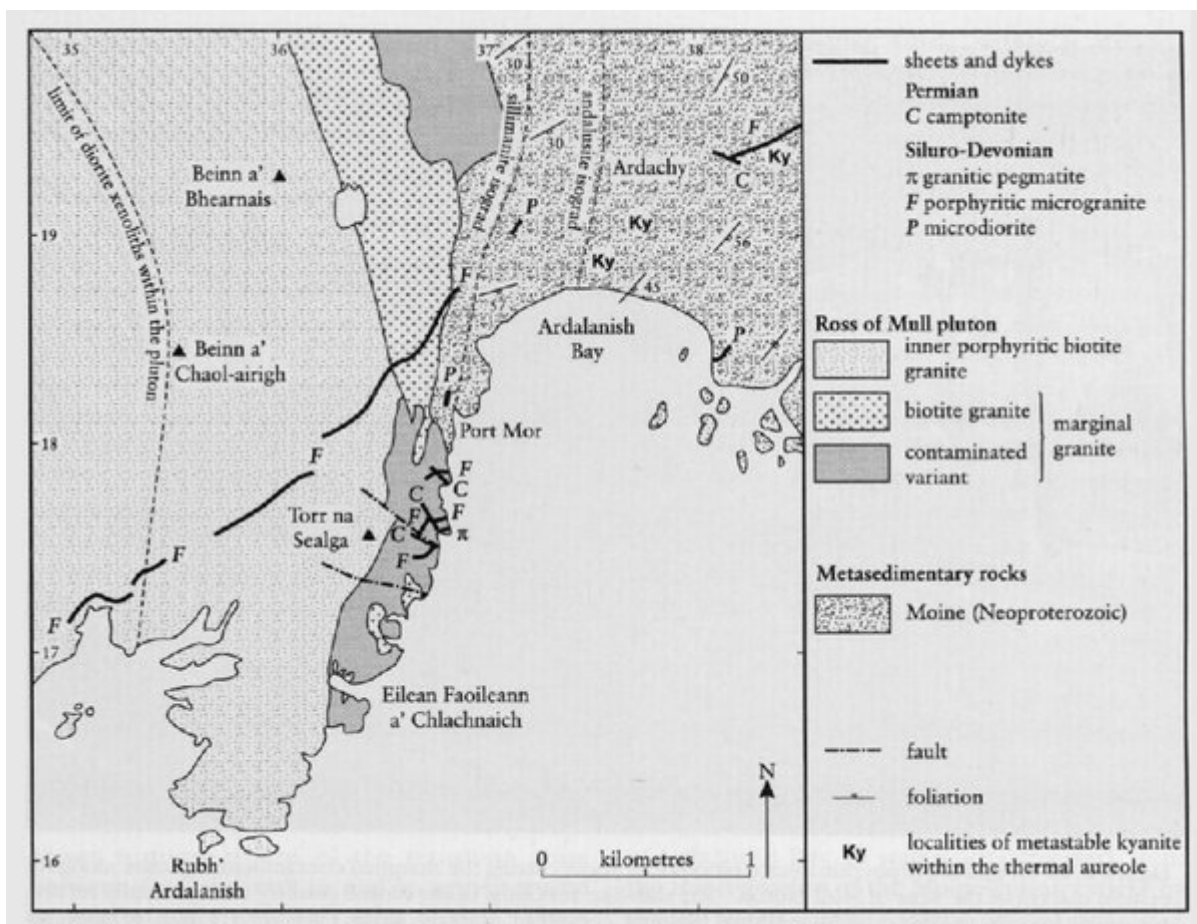 35
36
37
38
30
50
limit of diorite xenoliths within the pluton
sillimanite isograd
andalusite isograd
F
Ky
30
Beinn a'
Bhearnais
Ardachy
C
P
Ky
19
56
Ky
F
45
Ardalanish
Bay
P
Beinn a'
Chaol-airigh
P
18
Port Mor
F
F
F
C
C
F
F
Torr na
Sealga
C
π
F
F
F
17
Eilean Faoileann
a' Chlachnaich
N
16
0 kilometres 1
Rubh'
Ardalanish
sheets and dykes
Permian
C camptonite
Siluro-Devonian
π granitic pegmatite
F porphyritic microgranite
P microdiorite
Ross of Mull pluton
inner porphyritic biotite
granite
biotite granite
marginal
granite
contaminated
variant
Metasedimentary rocks
Moine (Neoproterozoic)
fault
foliation
Ky localities of metastable kyanite
within the thermal aureole